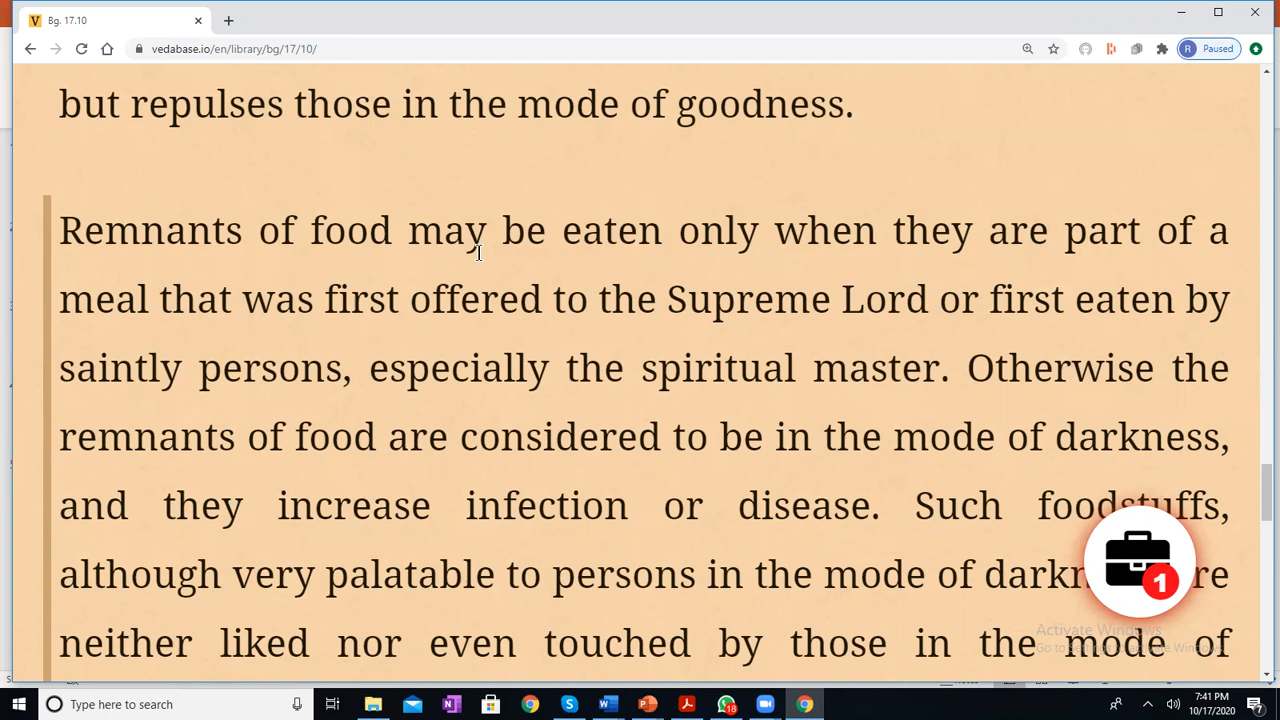 Bg. 17.10
vedabase.io/en/library/bg/17/10/
R Paused
but repulses those in the mode of goodness.
Remnants of food may be eaten only when they are part of a
meal that was first offered to the Supreme Lord or first eaten by
saintly persons, especially the spiritual master. Otherwise the
remnants of food are considered to be in the mode of darkness,
and they increase infection or disease. Such foodstuffs,
although very palatable to persons in the mode of
neither liked nor even touched by those in the mode of
1
Activate Windows
Type here to search
18
7:41 PM
10/17/2020